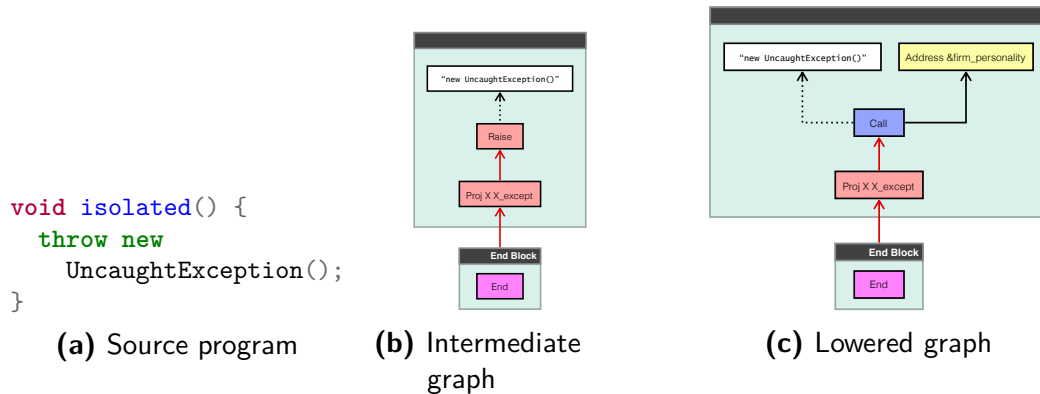 void isolated() {
throw new
UncaughtException();
}
(a) Source program
"new UncaughtException()"
Raise
Proj X X_except
End Block
End
(b) Intermediate
graph
"new UncaughtException()"
Address &firm_personality
Call
Proj X X_except
End Block
End
(c) Lowered graph